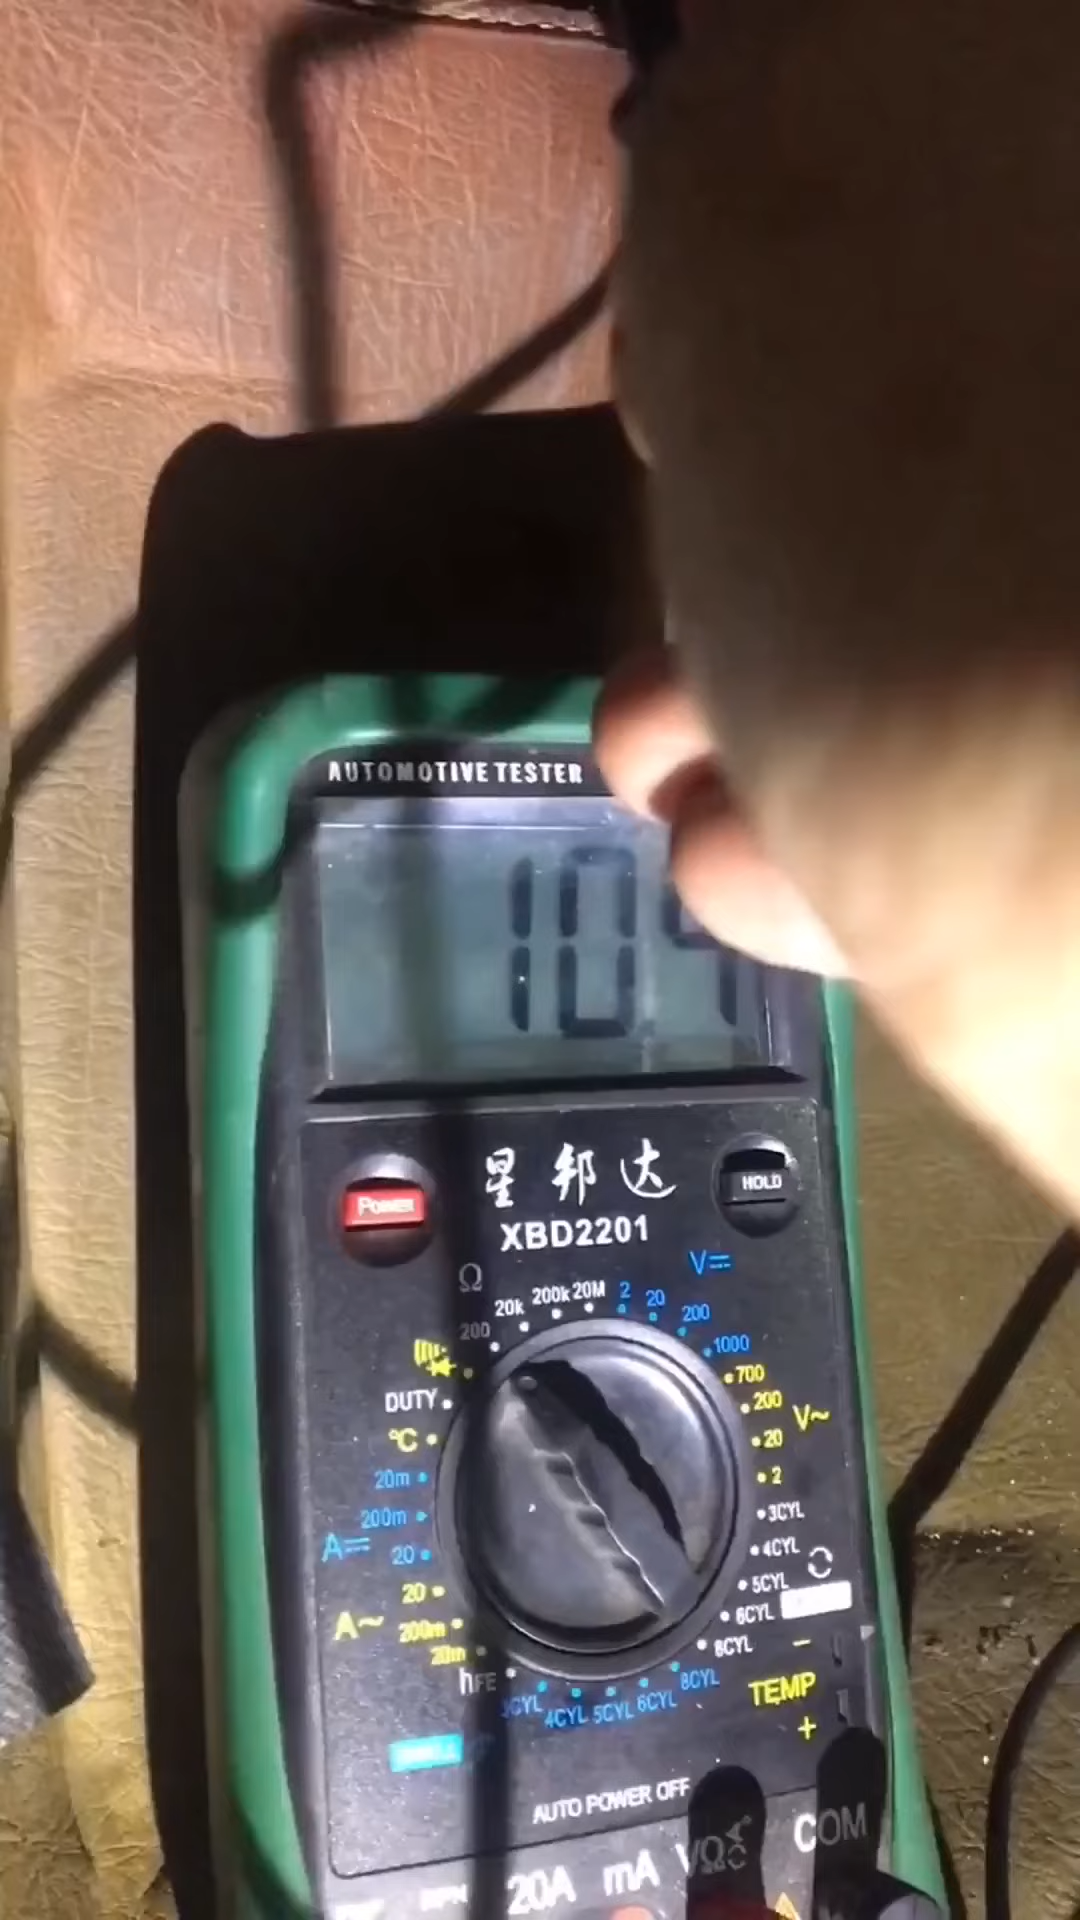 AUTOMOTIVE TESTER
10.4
星邦达
POWER
HOLD
XBD2201
Ω
V⎓
200
20k
200k
20M
2
20
200
1000
700
200
20
2
V~
DUTY
℃
20m
200m
20
A⎓
20
200m
20m
A~
hFE
3CYL
4CYL
5CYL
6CYL
8CYL
4CYL
5CYL
6CYL
8CYL
TEMP
−
+
AUTO POWER OFF
20A
mA
VΩ
COM